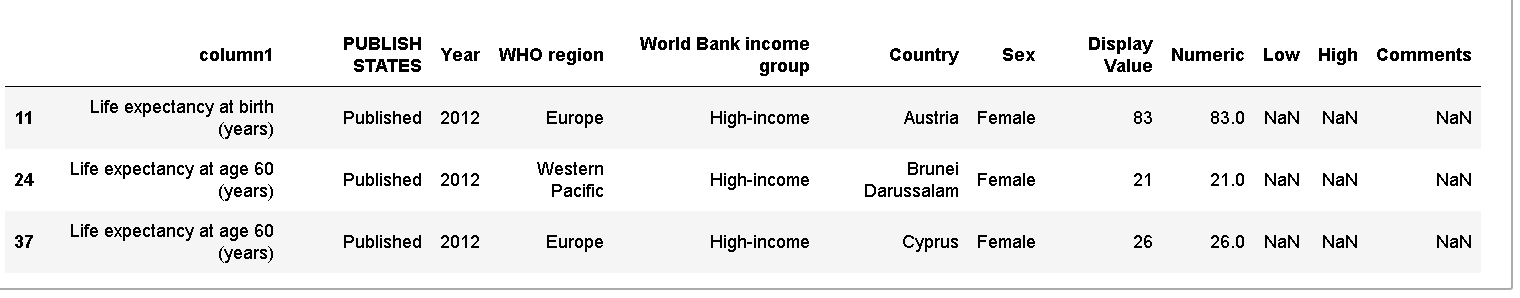 column1 PUBLISH STATES Year WHO region World Bank income group Country Sex Display Value Numeric Low High Comments
11 Life expectancy at birth (years) Published 2012 Europe High-income Austria Female 83 83.0 NaN NaN NaN
24 Life expectancy at age 60 (years) Published 2012 Western Pacific High-income Brunei Darussalam Female 21 21.0 NaN NaN NaN
37 Life expectancy at age 60 (years) Published 2012 Europe High-income Cyprus Female 26 26.0 NaN NaN NaN